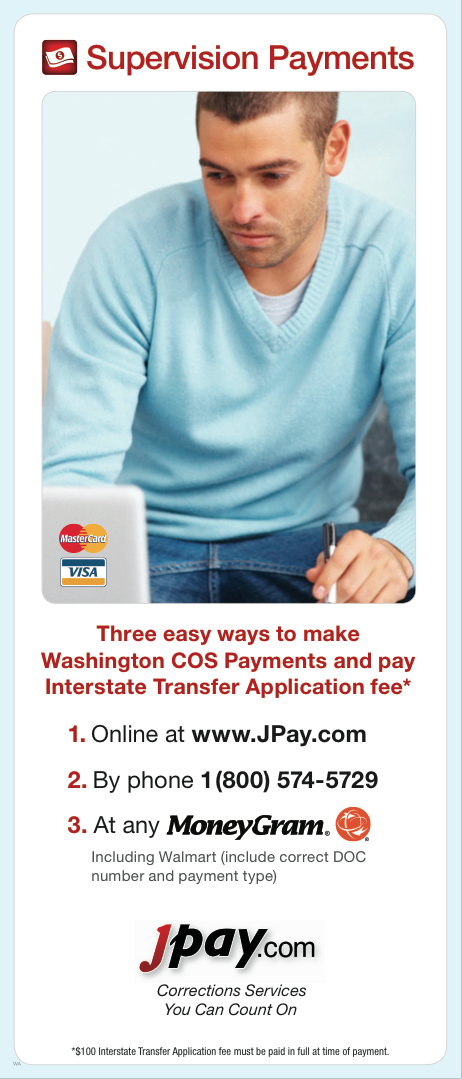 Supervision Payments
MasterCard
VISA
Three easy ways to make
Washington COS Payments and pay
Interstate Transfer Application fee*
1. Online at www.JPay.com
2. By phone 1(800) 574-5729
3. At any MoneyGram®
Including Walmart (include correct DOC
number and payment type)
Jpay.com
Corrections Services
You Can Count On
*$100 Interstate Transfer Application fee must be paid in full at time of payment.
WA